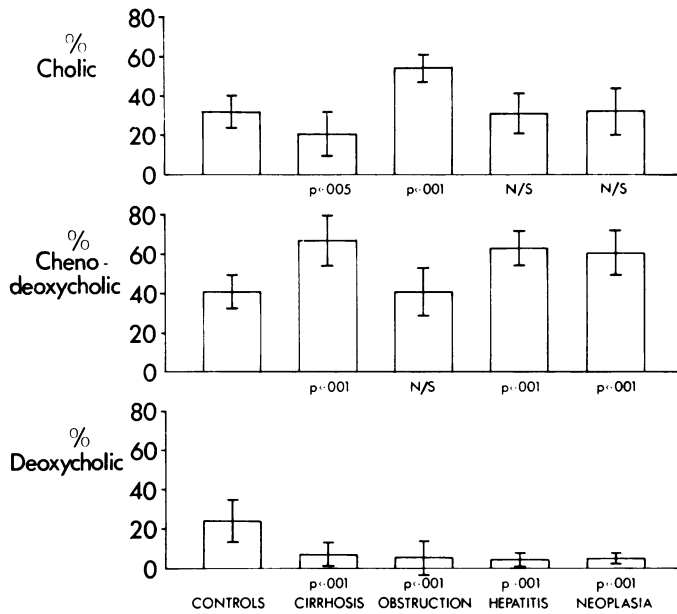 80
%
60
Cholic
40
20
0
p<·005 p<·001 N/S N/S
80
%
60
Cheno-
deoxycholic
40
20
0
p<·001 N/S p<·001 p<·001
80
%
60
Deoxycholic
40
20
0
p<·001 p<·001 p<·001 p<·001
CONTROLS CIRRHOSIS OBSTRUCTION HEPATITIS NEOPLASIA